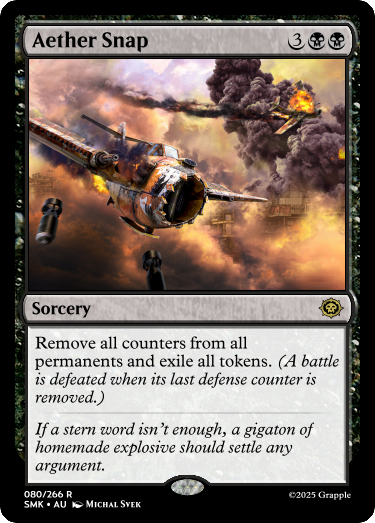 Aether Snap 3
Sorcery
Remove all counters from all
permanents and exile all tokens. (A battle
is defeated when its last defense counter is
removed.)
If a stern word isn't enough, a gigaton of
homemade explosive should settle any
argument.
080/266 R
SMK • AU Michal Svek
©2025 Grapple